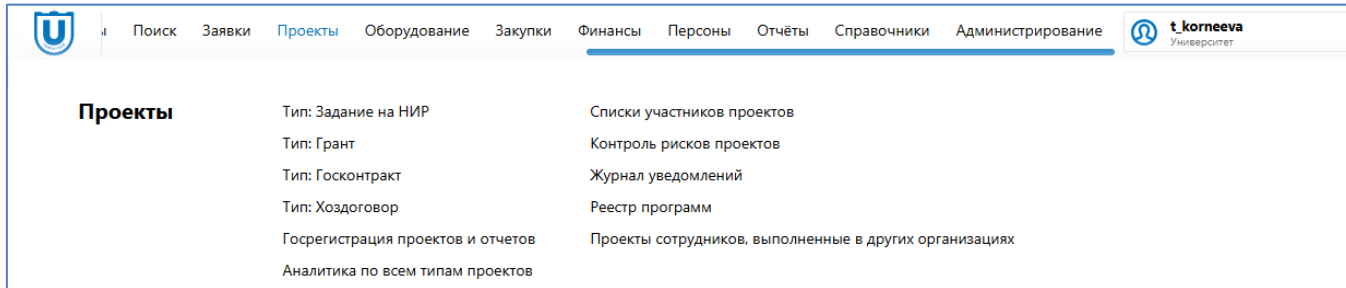 ы Поиск Заявки Проекты Оборудование Закупки Финансы Персоны Отчёты Справочники Администрирование t_korneeva
Университет
Проекты
Тип: Задание на НИР
Тип: Грант
Тип: Госконтракт
Тип: Хоздоговор
Госрегистрация проектов и отчетов
Аналитика по всем типам проектов
Списки участников проектов
Контроль рисков проектов
Журнал уведомлений
Реестр программ
Проекты сотрудников, выполненные в других организациях